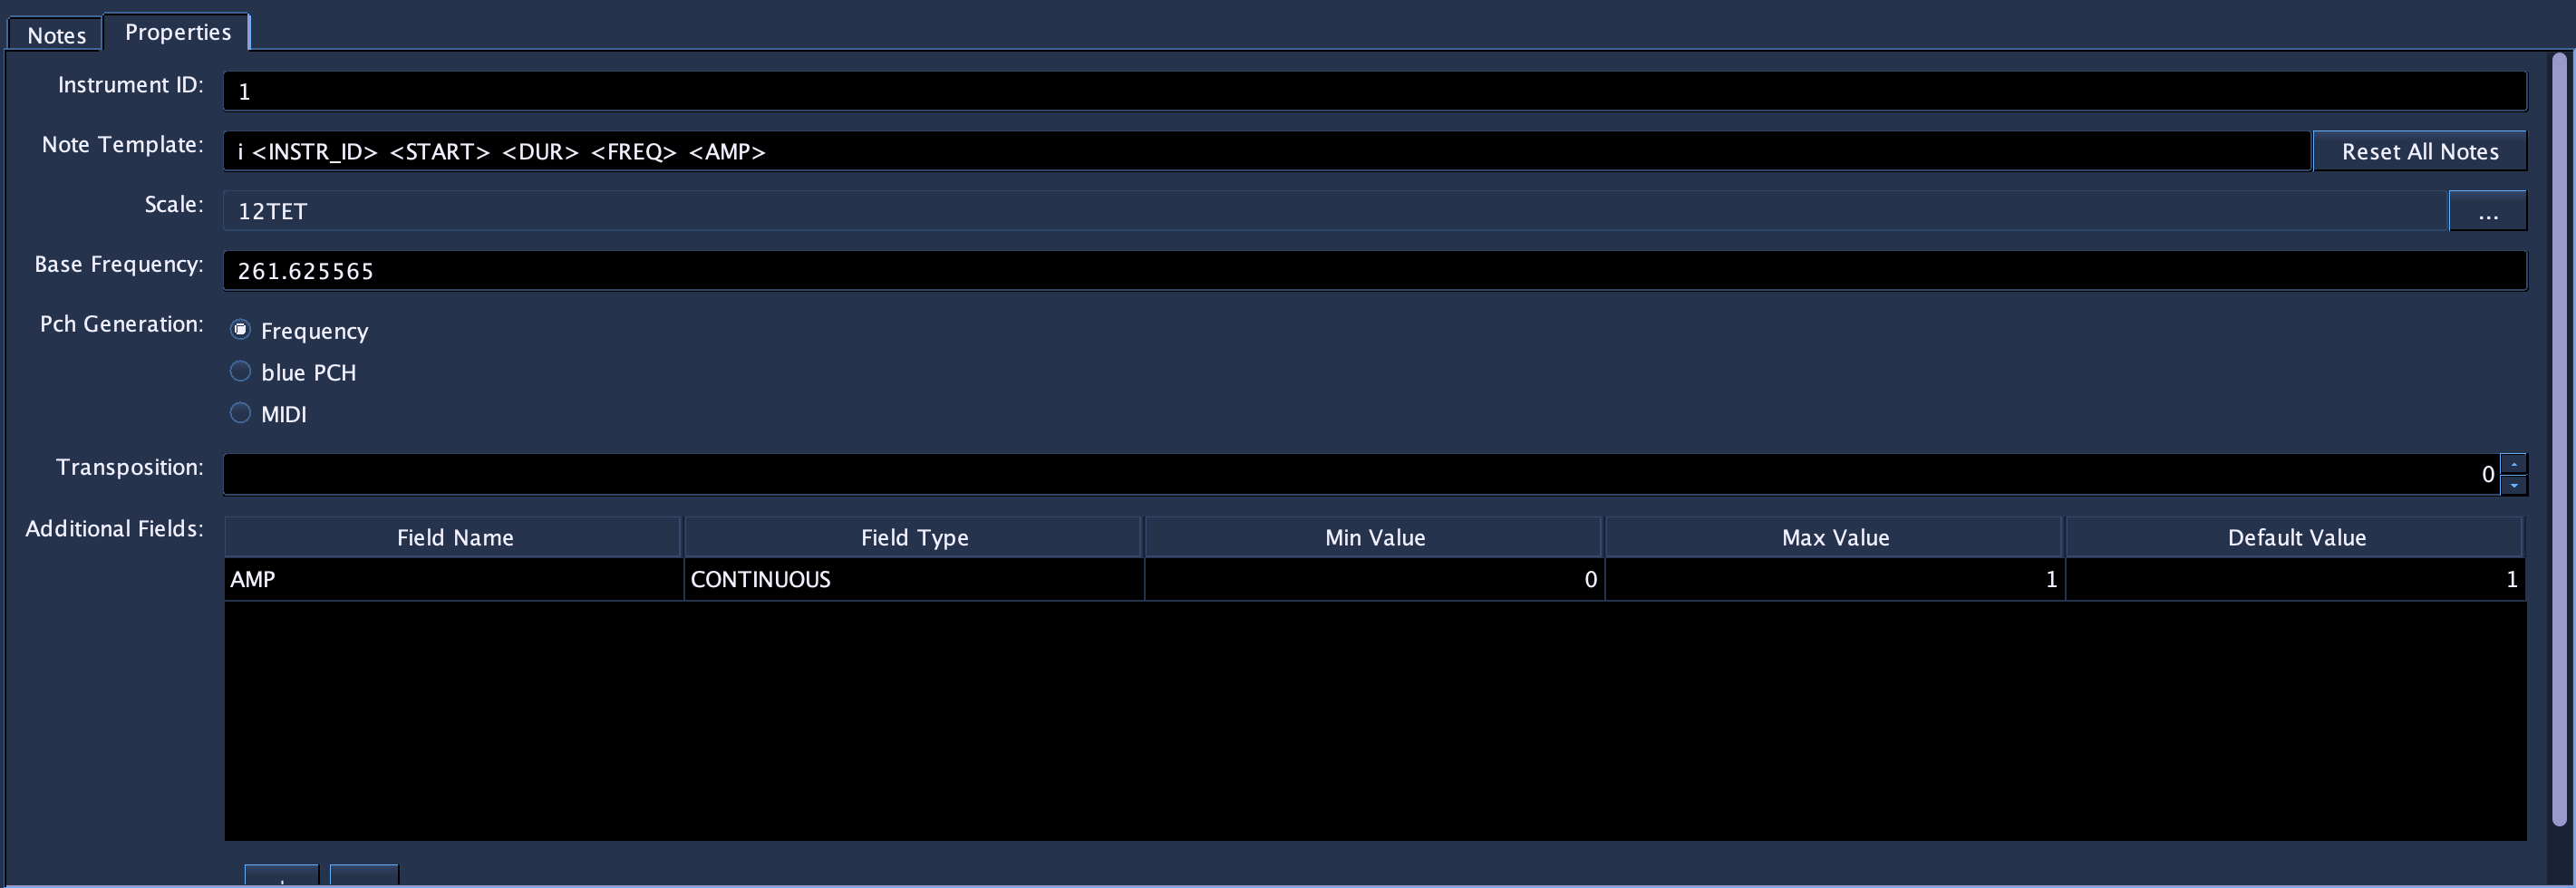 Notes Properties
Instrument ID: 1
Note Template: i <INSTR_ID> <START> <DUR> <FREQ> <AMP> Reset All Notes
Scale: 12TET ...
Base Frequency: 261.625565
Pch Generation: Frequency
blue PCH
MIDI
Transposition: 0
Additional Fields: Field Name Field Type Min Value Max Value Default Value
AMP CONTINUOUS 0 1 1